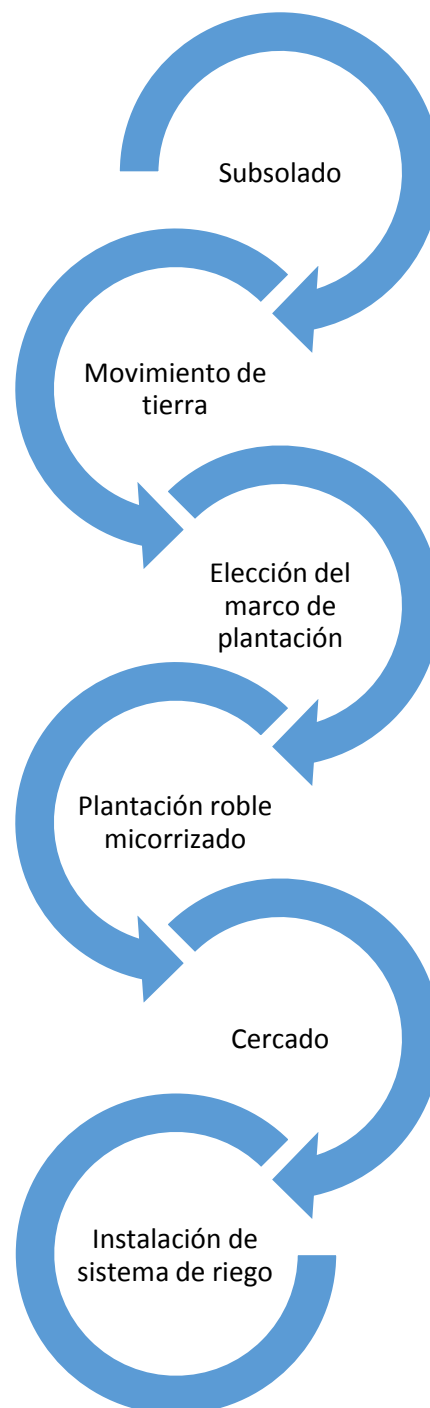 Subsolado
Movimiento de
tierra
Elección del
marco de
plantación
Plantación roble
micorrizado
Cercado
Instalación de
sistema de riego